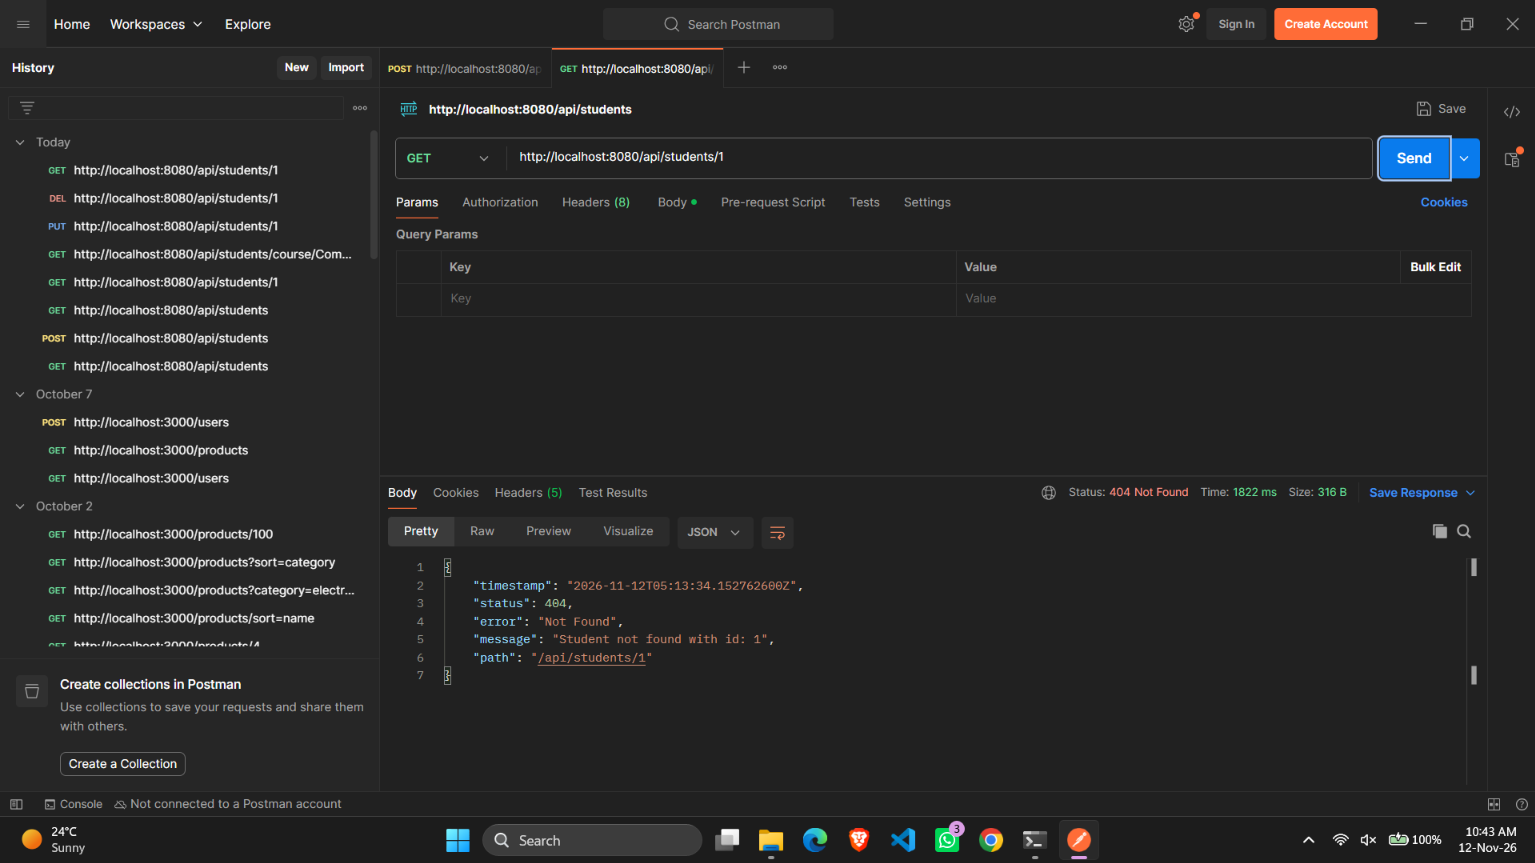 Home Workspaces Explore Search Postman Sign In Create Account
History New Import
POST http://localhost:8080/ap GET http://localhost:8080/api/
HTTP http://localhost:8080/api/students Save
GET http://localhost:8080/api/students/1 Send
Params Authorization Headers (8) Body Pre-request Script Tests Settings Cookies
Query Params
Key Value Bulk Edit
Key Value
Today
GET http://localhost:8080/api/students/1
DEL http://localhost:8080/api/students/1
PUT http://localhost:8080/api/students/1
GET http://localhost:8080/api/students/course/Com...
GET http://localhost:8080/api/students/1
GET http://localhost:8080/api/students
POST http://localhost:8080/api/students
GET http://localhost:8080/api/students
October 7
POST http://localhost:3000/users
GET http://localhost:3000/products
GET http://localhost:3000/users
October 2
GET http://localhost:3000/products/100
GET http://localhost:3000/products?sort=category
GET http://localhost:3000/products?category=electr...
GET http://localhost:3000/products/sort=name
GET http://localhost:3000/products/4
Create collections in Postman
Use collections to save your requests and share them
with others.
Create a Collection
Body Cookies Headers (5) Test Results Status: 404 Not Found Time: 1822 ms Size: 316 B Save Response
Pretty Raw Preview Visualize JSON
1 {
2 "timestamp": "2026-11-12T05:13:34.152762600Z",
3 "status": 404,
4 "error": "Not Found",
5 "message": "Student not found with id: 1",
6 "path": "/api/students/1"
7 }
Console Not connected to a Postman account
24°C
Sunny
Search
3
100%
10:43 AM
12-Nov-26